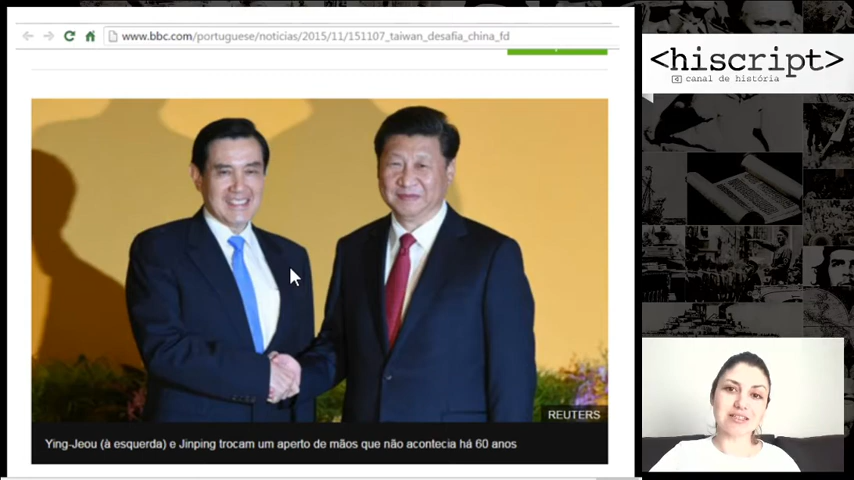 www.bbc.com/portuguese/noticias/2015/11/151107_taiwan_desafia_china_fd
<hiscript>
canal de história
REUTERS
Ying-Jeou (à esquerda) e Jinping trocam um aperto de mãos que não acontecia há 60 anos